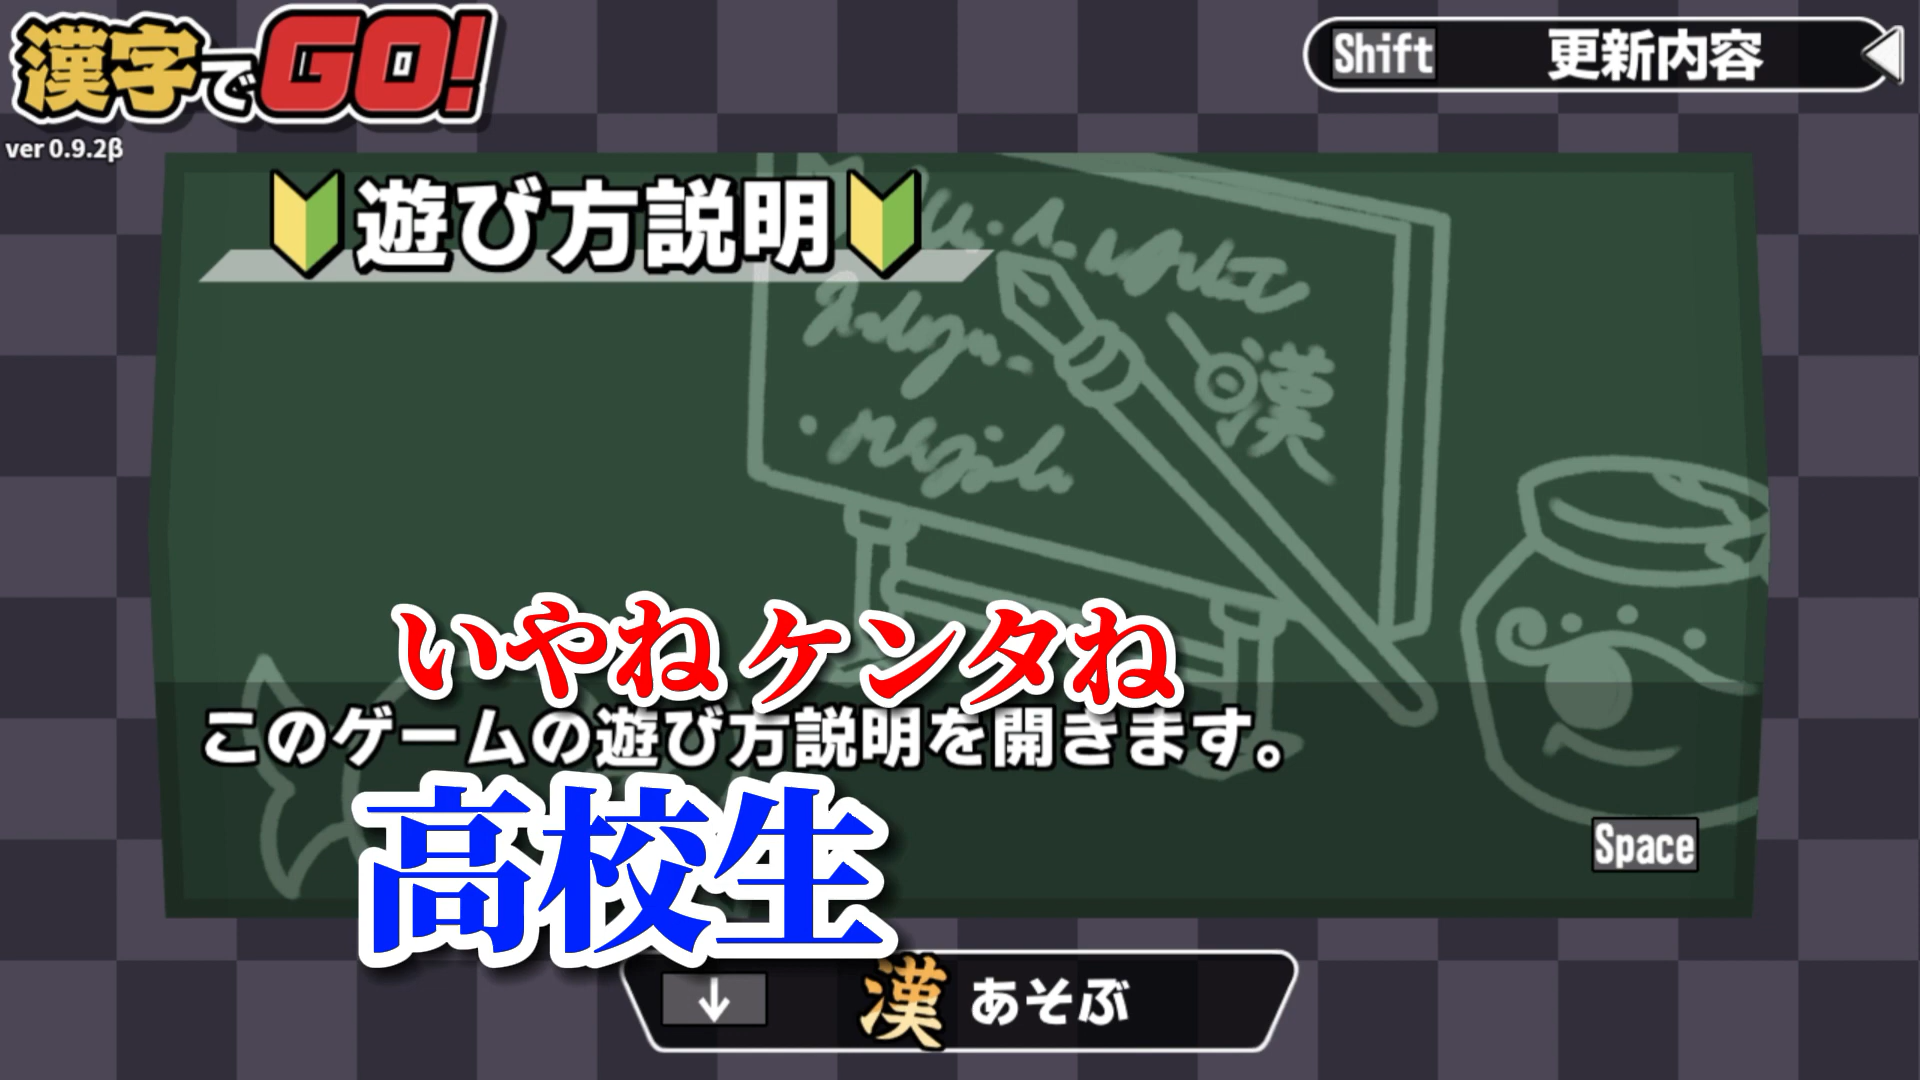 漢字でGO!
Shift 更新内容
ver 0.9.2β
遊び方説明
漢
いやねケンタね
このゲームの遊び方説明を開きます。
高校生
Space
↓ 漢 あそぶ